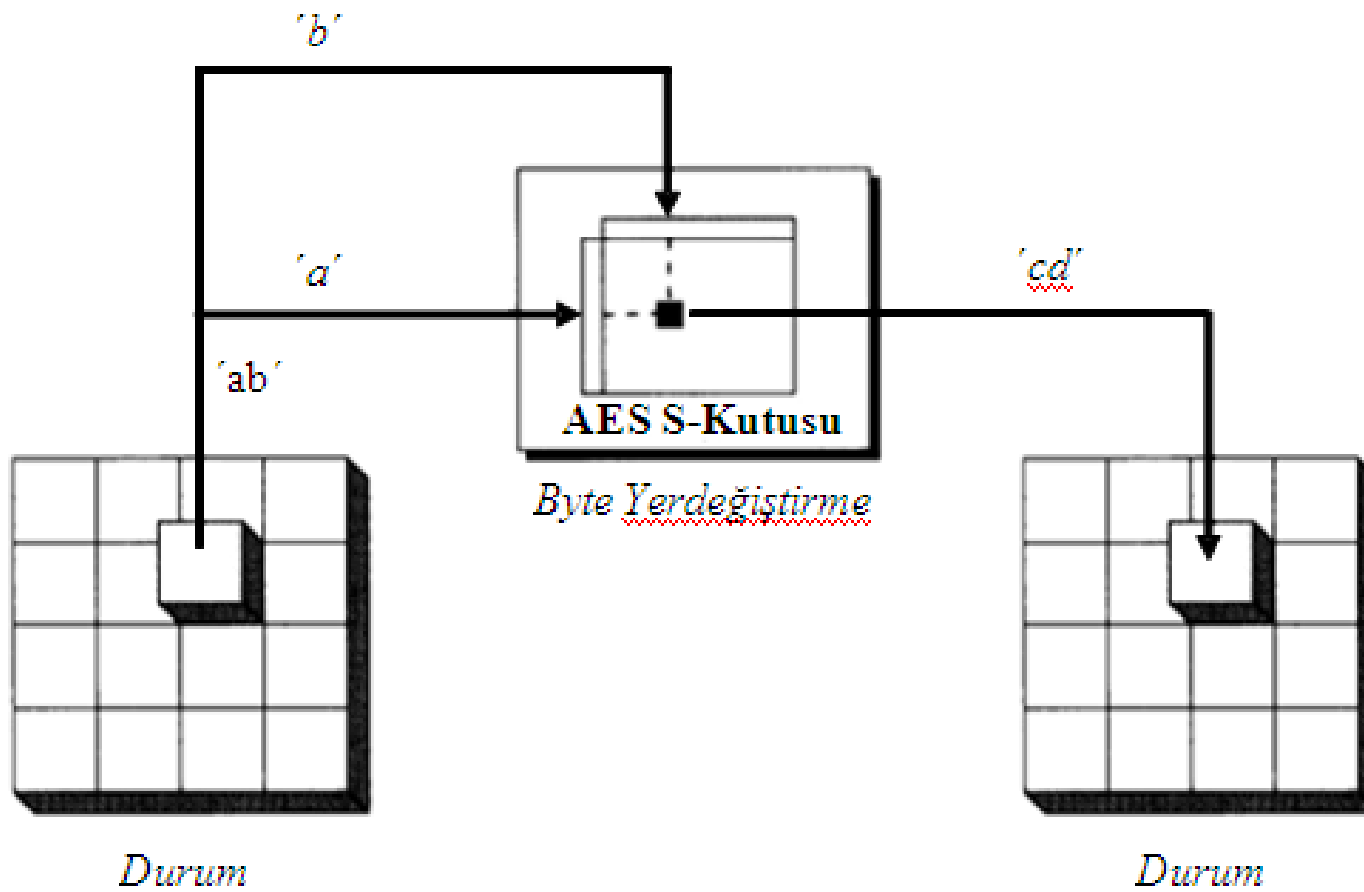 ´b´
´a´
´cd´
´ab´
AES S-Kutusu
Byte Yerdeğiştirme
Durum
Durum